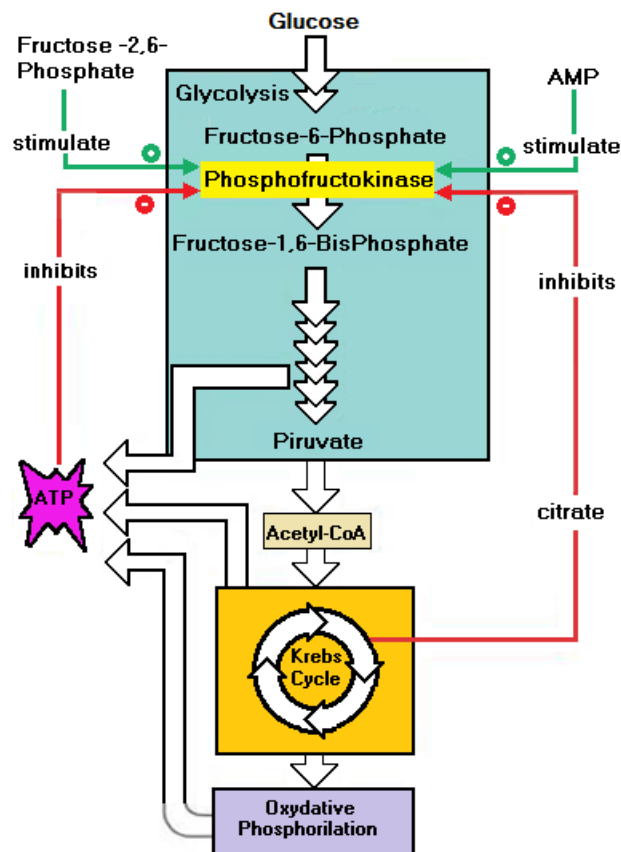 Glucose
Fructose -2,6-
Phosphate
AMP
Glycolysis
Fructose-6-Phosphate
stimulate
stimulate
Phosphofructokinase
Fructose-1,6-BisPhosphate
inhibits
inhibits
Piruvate
ATP
citrate
Acetyl-CoA
Krebs
Cycle
Oxydative
Phosphorilation